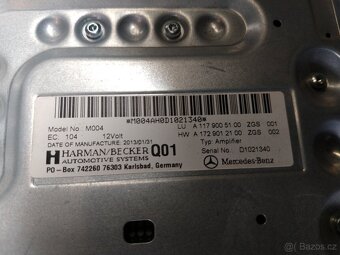 *M004AH0D1021340*
Model No M004 LU A 117 900 51 00 ZGS 001
EC: 104 12Volt HW A 172 901 21 00 ZGS 002
DATE OF MANUFACTURE: 2013/01/31 Typ: Amplifier
HARMAN/BECKER Q01 Serial No.: D1021340
AUTOMOTIVE SYSTEMS Mercedes-Benz
PO-Box 742260 76303 Karlsbad, Germany
Bazoš.cz